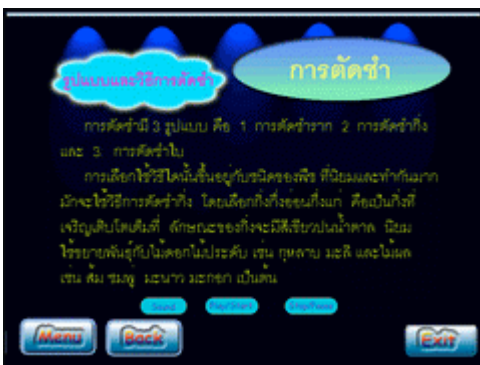 รูปแบบและวิธีการตัดชำ
การตัดชำ
การตัดชำมี 3 รูปแบบ คือ 1 การตัดชำราก 2 การตัดชำกิ่ง
และ 3. การตัดชำใบ
การเลือกใช้วิธีใดนั้นขึ้นอยู่กับชนิดของพืช ที่นิยมและทำกันมาก
มักจะใช้วิธีการตัดชำกิ่ง โดยเลือกกิ่งกึ่งอ่อนกึ่งแก่ คือเป็นกิ่งที่
เจริญเติบโตเต็มที่ ลักษณะของกิ่งจะมีสีเขียวปนน้ำตาล นิยม
ใช้ขยายพันธุ์กับไม้ดอกไม้ประดับ เช่น กุหลาบ มะลิ และไม้ผล
เช่น ส้ม ชมพู่ มะนาว มะกอก เป็นต้น
Sound Play/Start Stop/Pause
Menu Back Exit